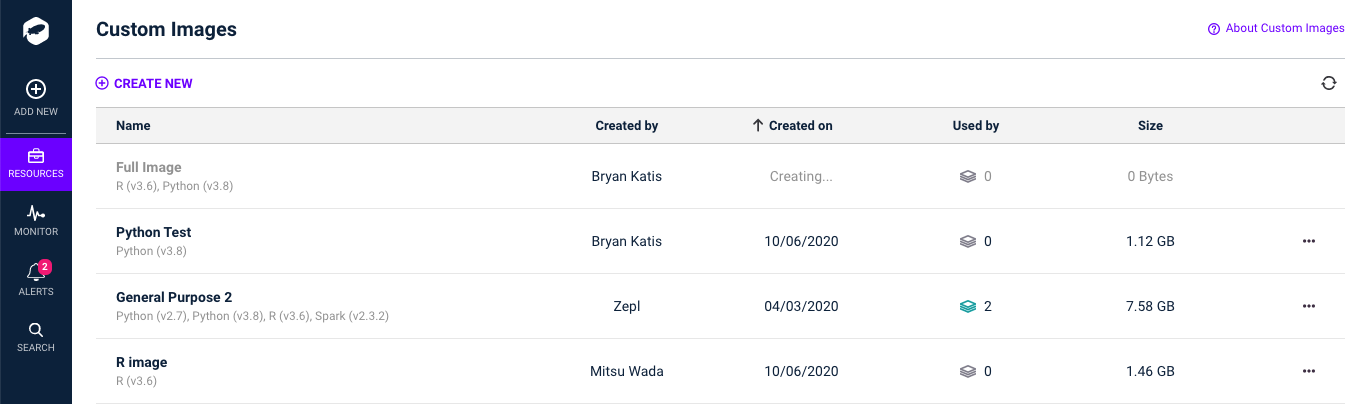 Custom Images
About Custom Images
ADD NEW
CREATE NEW
Name Created by Created on Used by Size
RESOURCES
Full Image
R (v3.6), Python (v3.8)
Bryan Katis Creating... 0 0 Bytes
MONITOR
Python Test
Python (v3.8)
Bryan Katis 10/06/2020 0 1.12 GB
2
ALERTS
General Purpose 2
Python (v2.7), Python (v3.8), R (v3.6), Spark (v2.3.2)
Zepl 04/03/2020 2 7.58 GB
SEARCH
R image
R (v3.6)
Mitsu Wada 10/06/2020 0 1.46 GB